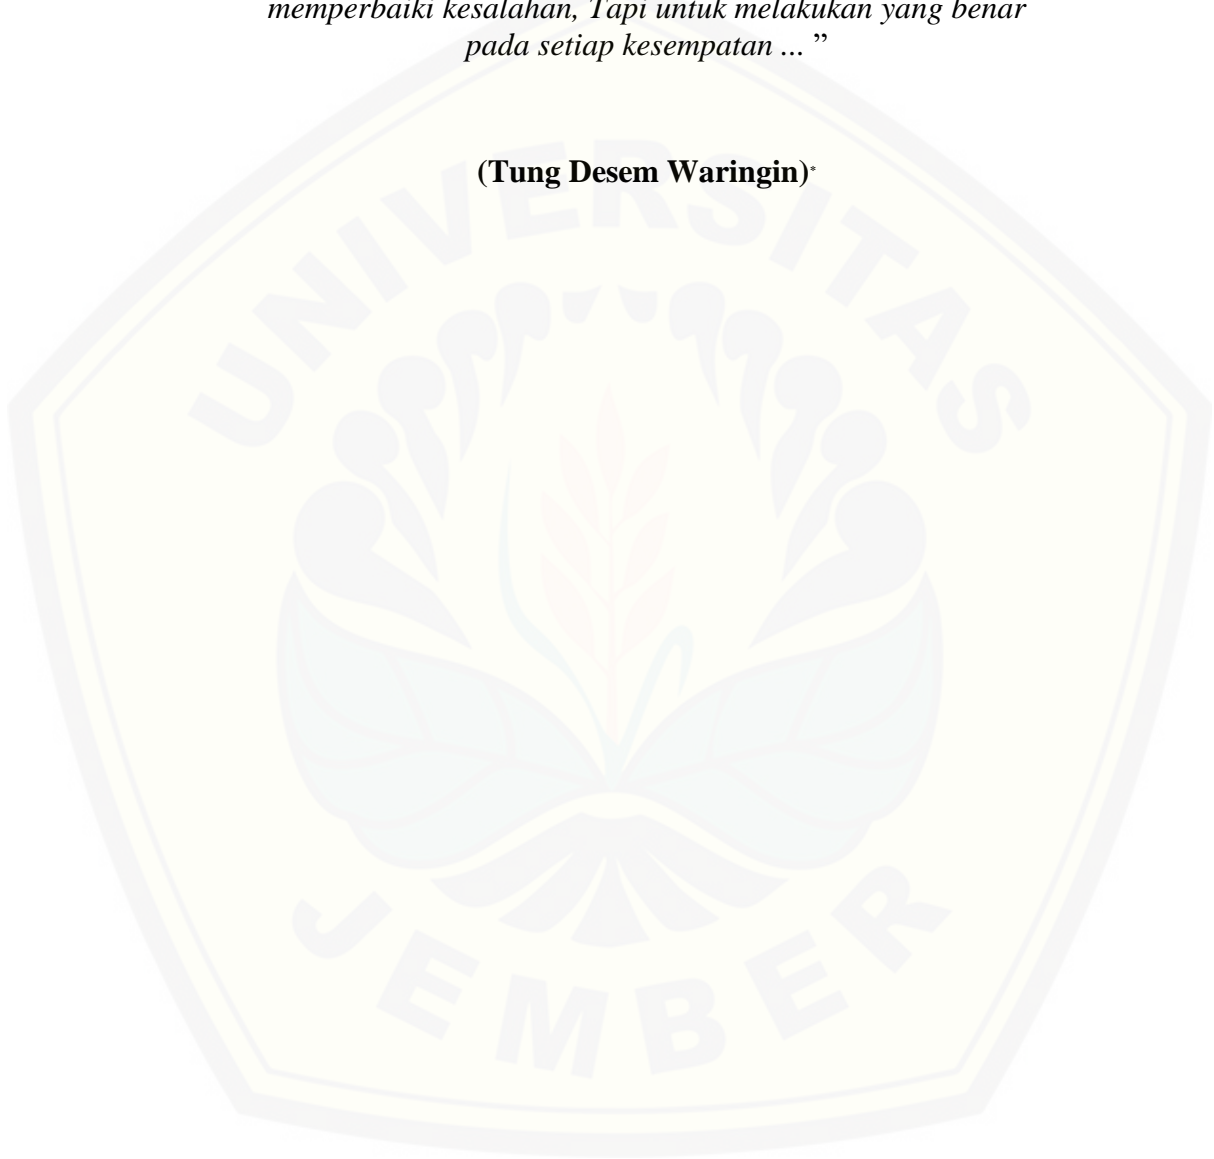 memperbaiki kesalahan, Tapi untuk melakukan yang benar
pada setiap kesempatan ... ”
(Tung Desem Waringin)*
UNIVERSITAS
JEMBER